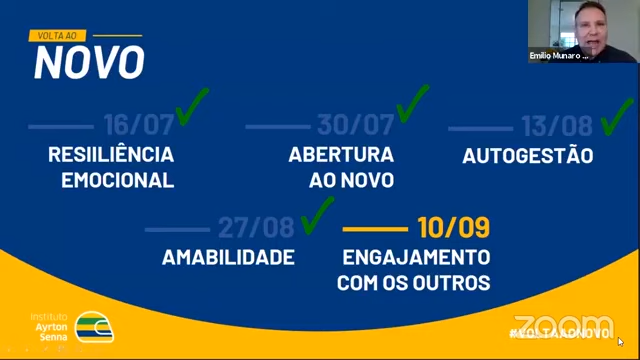 VOLTA AO
NOVO
Emilio Munaro
16/07
RESIILIÊNCIA
EMOCIONAL
30/07
ABERTURA
AO NOVO
13/08
AUTOGESTÃO
27/08
AMABILIDADE
10/09
ENGAJAMENTO
COM OS OUTROS
Instituto
Ayrton
Senna
zoom
#VOLTAAONOVO